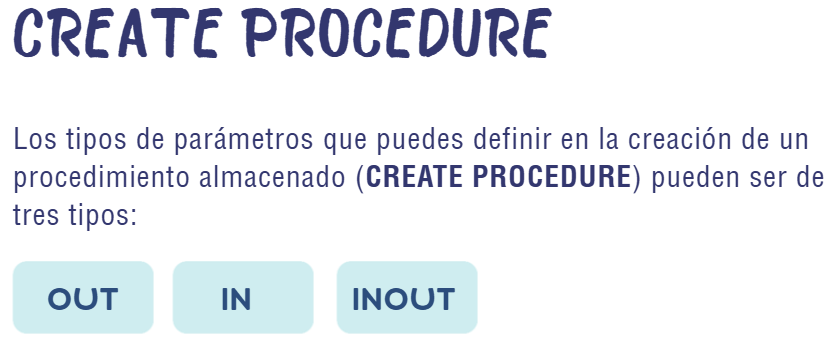 CREATE PROCEDURE
Los tipos de parámetros que puedes definir en la creación de un
procedimiento almacenado (CREATE PROCEDURE) pueden ser de
tres tipos:
OUT IN INOUT